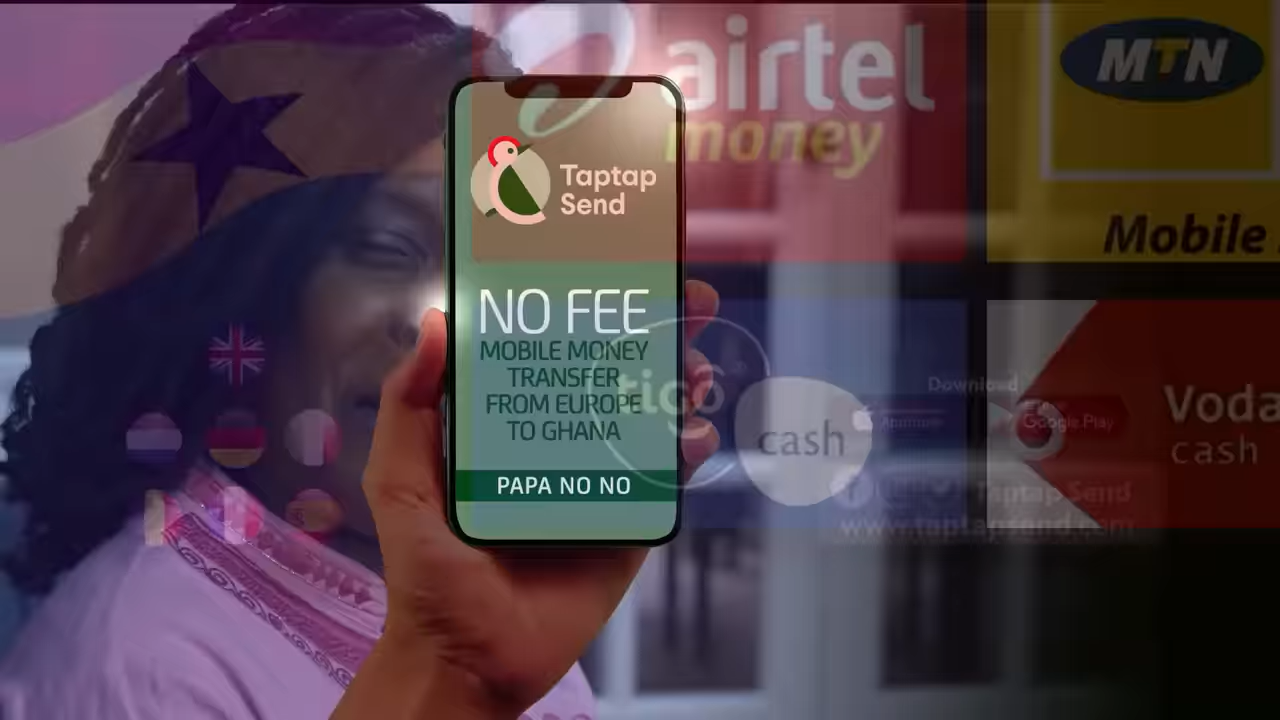 airtel
money
MTN
Mobile
Taptap
Send
NO FEE
MOBILE MONEY
TRANSFER
FROM EUROPE
TO GHANA
PAPA NO NO
tigo
cash
Voda
cash
Download
Google Play
Taptap Send
www.taptapsend.com